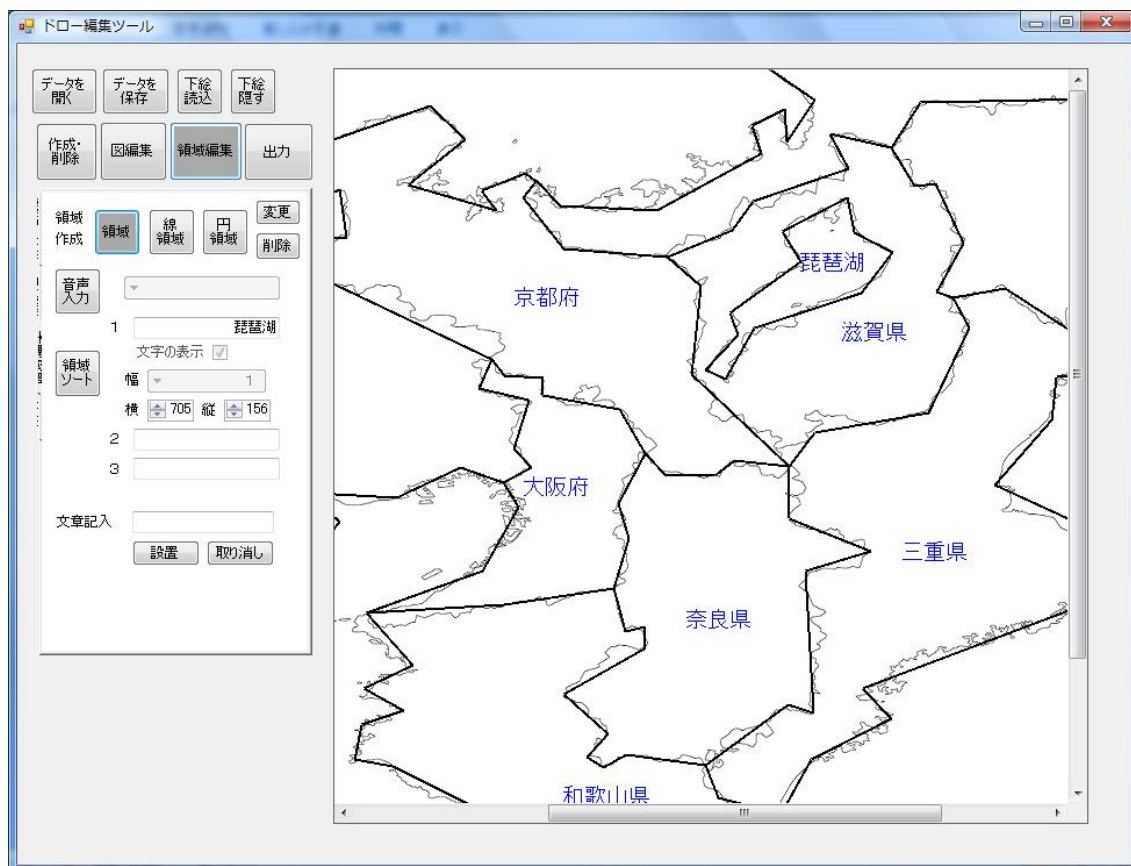 ドロー編集ツール
データを
開く
データを
保存
下絵
読込
下絵
隠す
作成・
削除
図編集
領域編集
出力
領域
作成
領域
線
領域
円
領域
変更
削除
音声
入力
1
琵琶湖
文字の表示
領域
ソート
幅
1
横
705
縦
156
2
3
文章記入
設置
取り消し
琵琶湖
京都府
滋賀県
大阪府
三重県
奈良県
和歌山県